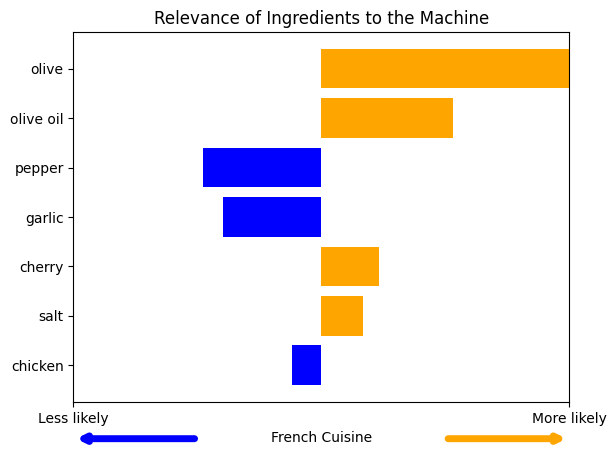 Relevance of Ingredients to the Machine
olive
olive oil
pepper
garlic
cherry
salt
chicken
Less likely
More likely
French Cuisine